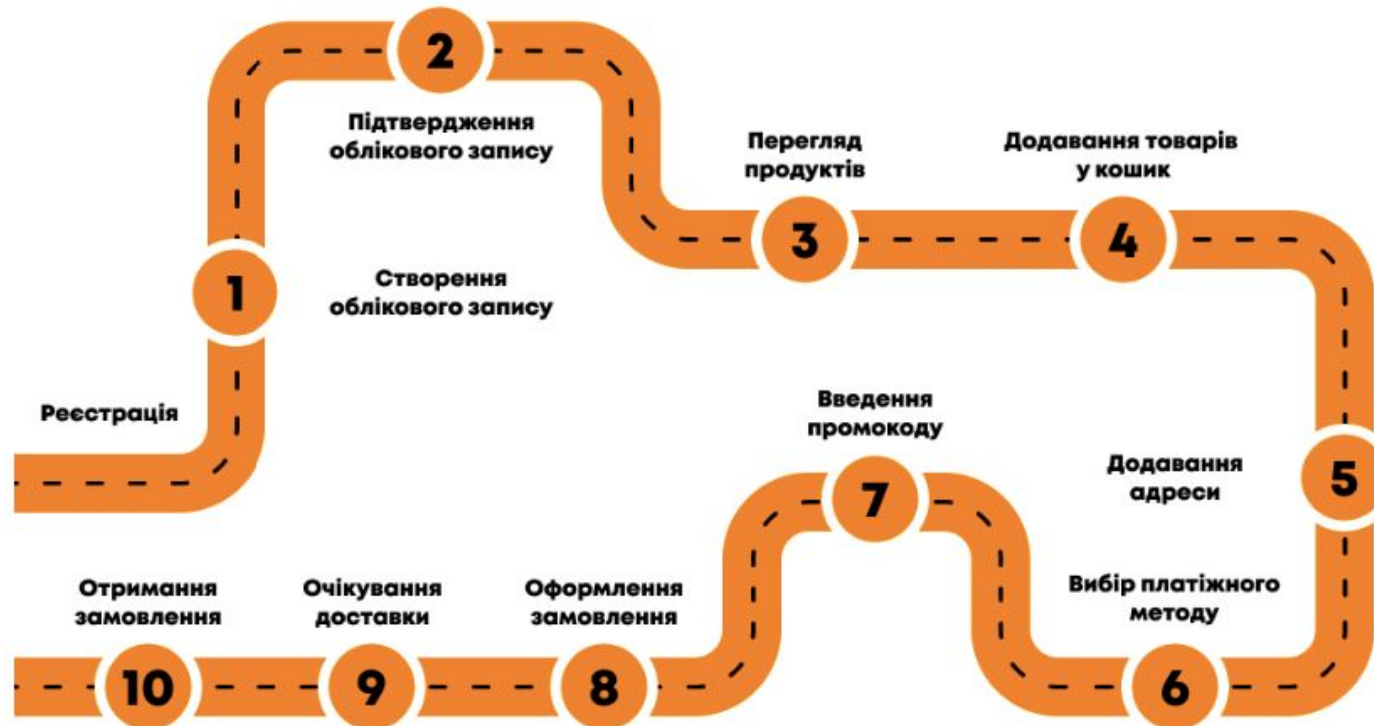 Реєстрація
1
Створення
облікового запису
2
Підтвердження
облікового запису
3
Перегляд
продуктів
4
Додавання товарів
у кошик
5
Додавання
адреси
6
Вибір платіжного
методу
7
Введення
промокоду
8
Оформлення
замовлення
9
Очікування
доставки
10
Отримання
замовлення